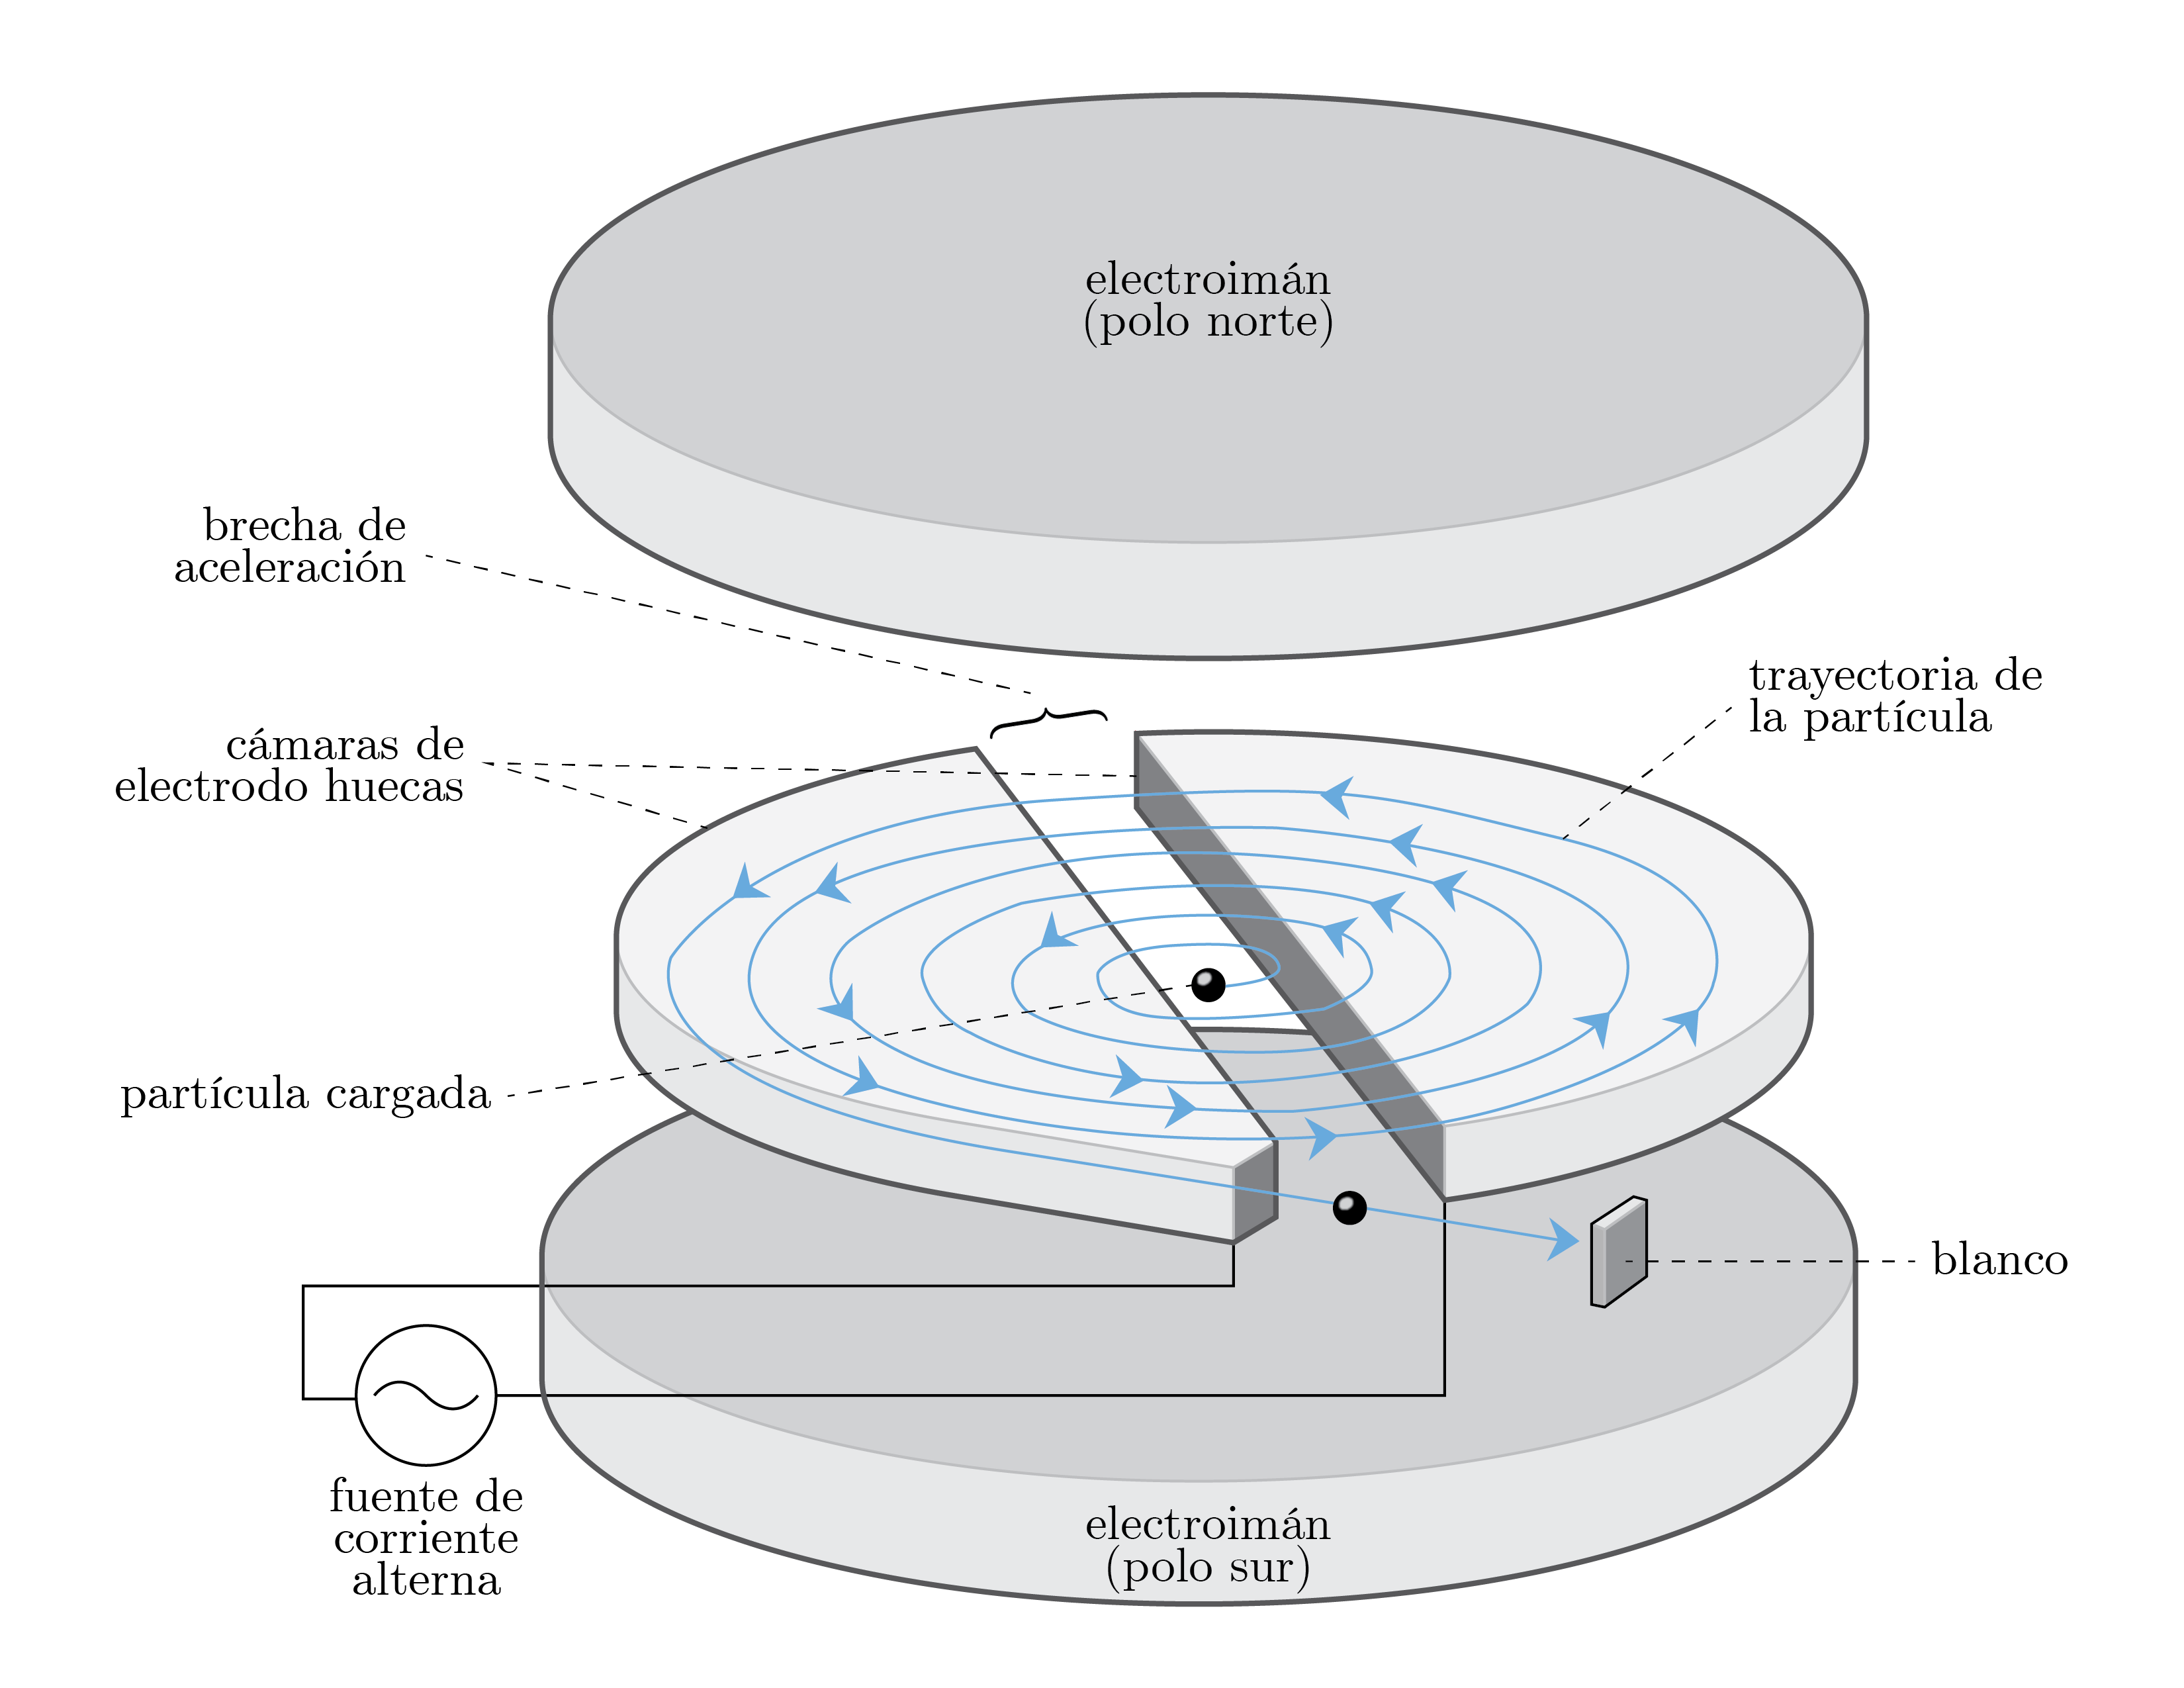 electroimán
(polo norte)
brecha de
aceleración
trayectoria de
la partícula
cámaras de
electrodo huecas
partícula cargada
blanco
fuente de
corriente
alterna
electroimán
(polo sur)